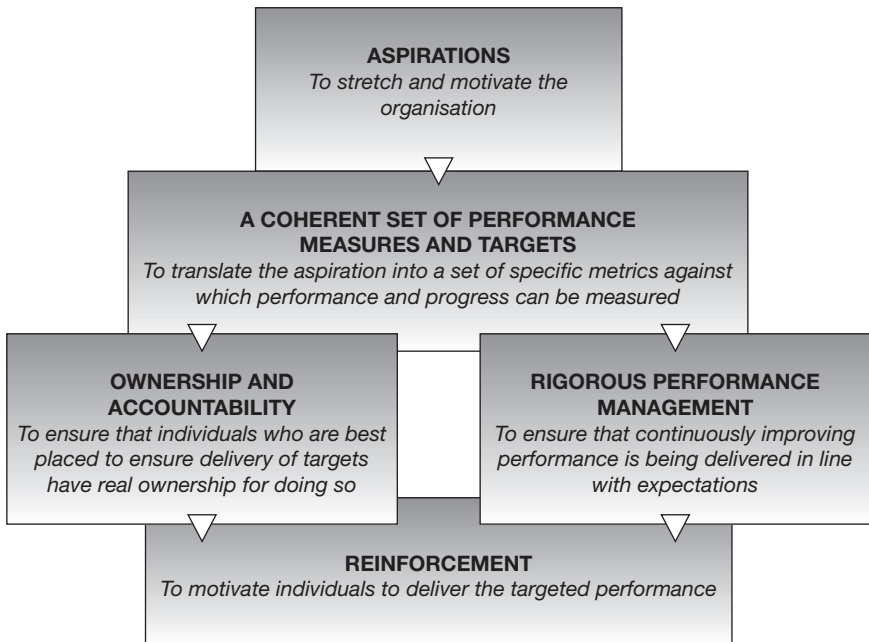 ASPIRATIONS
To stretch and motivate the
organisation
A COHERENT SET OF PERFORMANCE
MEASURES AND TARGETS
To translate the aspiration into a set of specific metrics against
which performance and progress can be measured
OWNERSHIP AND
ACCOUNTABILITY
To ensure that individuals who are best
placed to ensure delivery of targets
have real ownership for doing so
RIGOROUS PERFORMANCE
MANAGEMENT
To ensure that continuously improving
performance is being delivered in line
with expectations
REINFORCEMENT
To motivate individuals to deliver the targeted performance